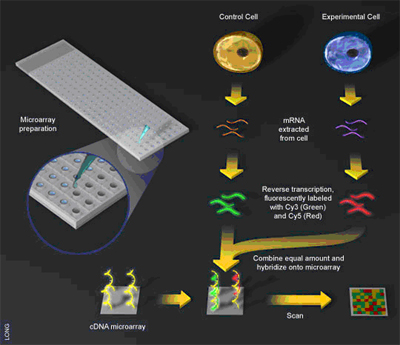 Control Cell
Experimental Cell
Microarray
preparation
mRNA
extracted
from cell
Reverse transcription,
fluorescently labeled
with Cy3 (Green)
and Cy5 (Red)
Combine equal amount and
hybridize onto microarray
cDNA microarray
Scan
LONG